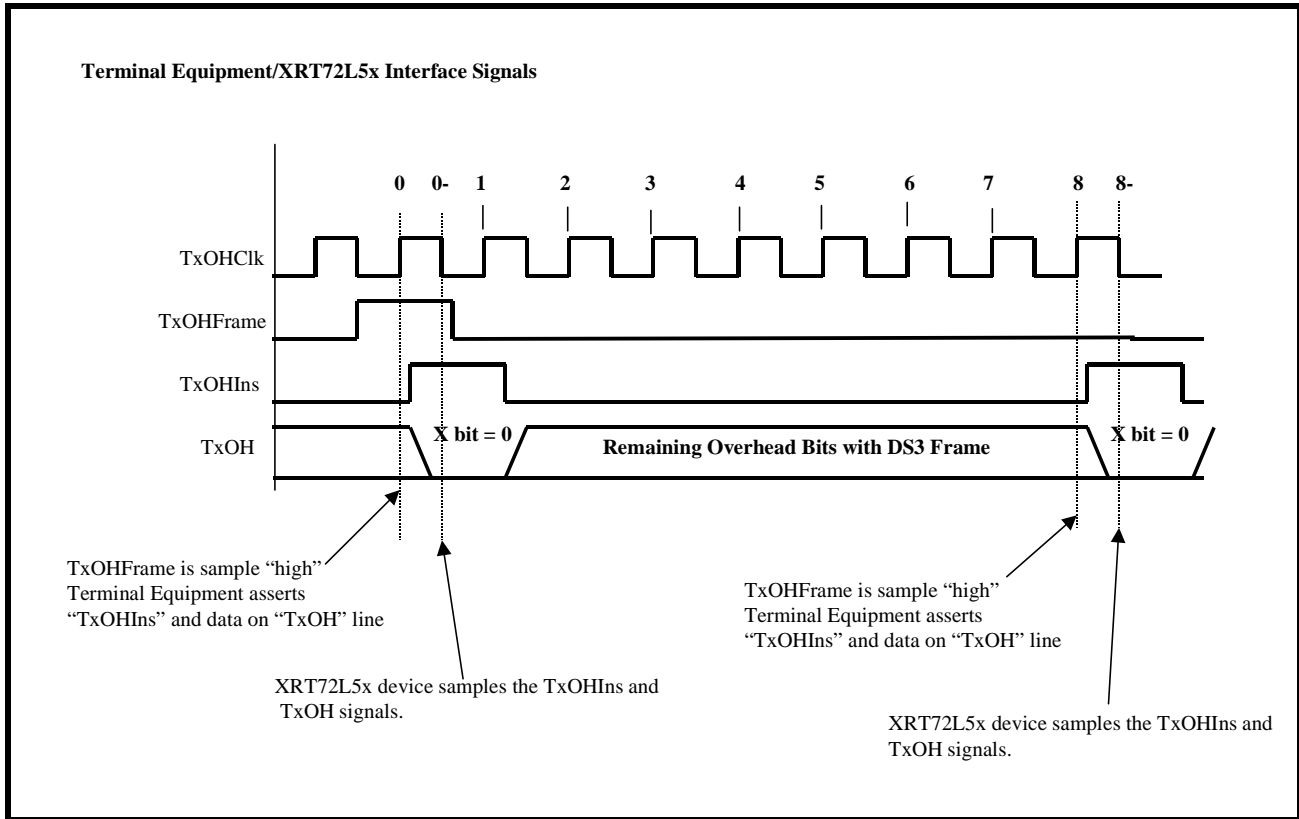 Terminal Equipment/XRT72L5x Interface Signals
0 0- 1 2 3 4 5 6 7 8 8-
TxOHClk
TxOHFrame
TxOHIns
TxOH
X bit = 0
Remaining Overhead Bits with DS3 Frame
X bit = 0
TxOHFrame is sample “high”
Terminal Equipment asserts
“TxOHIns” and data on “TxOH” line
XRT72L5x device samples the TxOHIns and
TxOH signals.
TxOHFrame is sample “high”
Terminal Equipment asserts
“TxOHIns” and data on “TxOH” line
XRT72L5x device samples the TxOHIns and
TxOH signals.